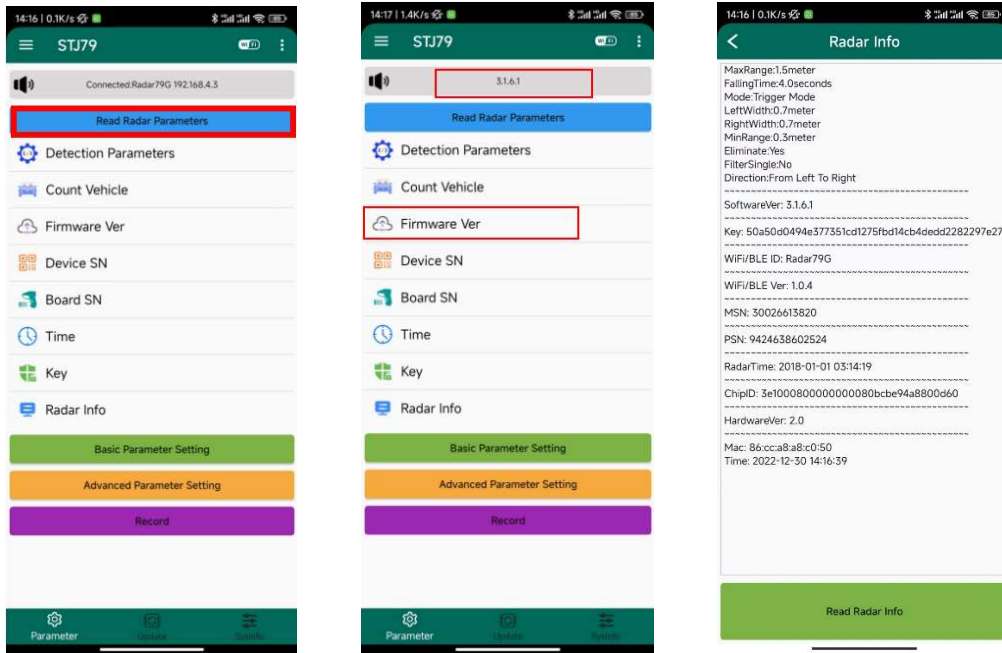 14:16 | 0.1K/s
STJ79
WiFi
Connected:Radar79G 192.168.4.3
Read Radar Parameters
Detection Parameters
Count Vehicle
Firmware Ver
Device SN
Board SN
Time
Key
Radar Info
Basic Parameter Setting
Advanced Parameter Setting
Record
Parameter
Update
SysInfo
14:17 | 1.4K/s
STJ79
WiFi
3.1.6.1
Read Radar Parameters
Detection Parameters
Count Vehicle
Firmware Ver
Device SN
Board SN
Time
Key
Radar Info
Basic Parameter Setting
Advanced Parameter Setting
Record
Parameter
Update
SysInfo
14:16 | 0.1K/s
Radar Info
MaxRange:1.5meter
FallingTime:4.0seconds
Mode:Trigger Mode
LeftWidth:0.7meter
RightWidth:0.7meter
MinRange:0.3meter
Eliminate:Yes
FilterSingle:No
Direction:From Left To Right
SoftwareVer: 3.1.6.1
Key: 50a50d0494e377351cd1275fbd14cb4dedd2282297e27
WiFi/BLE ID: Radar79G
WiFi/BLE Ver: 1.0.4
MSN: 30026613820
PSN: 9424638602524
RadarTime: 2018-01-01 03:14:19
ChipID: 3e1000800000000080bcbe94a8800d60
HardwareVer: 2.0
Mac: 86:cc:a8:a8:c0:50
Time: 2022-12-30 14:16:39
Read Radar Info